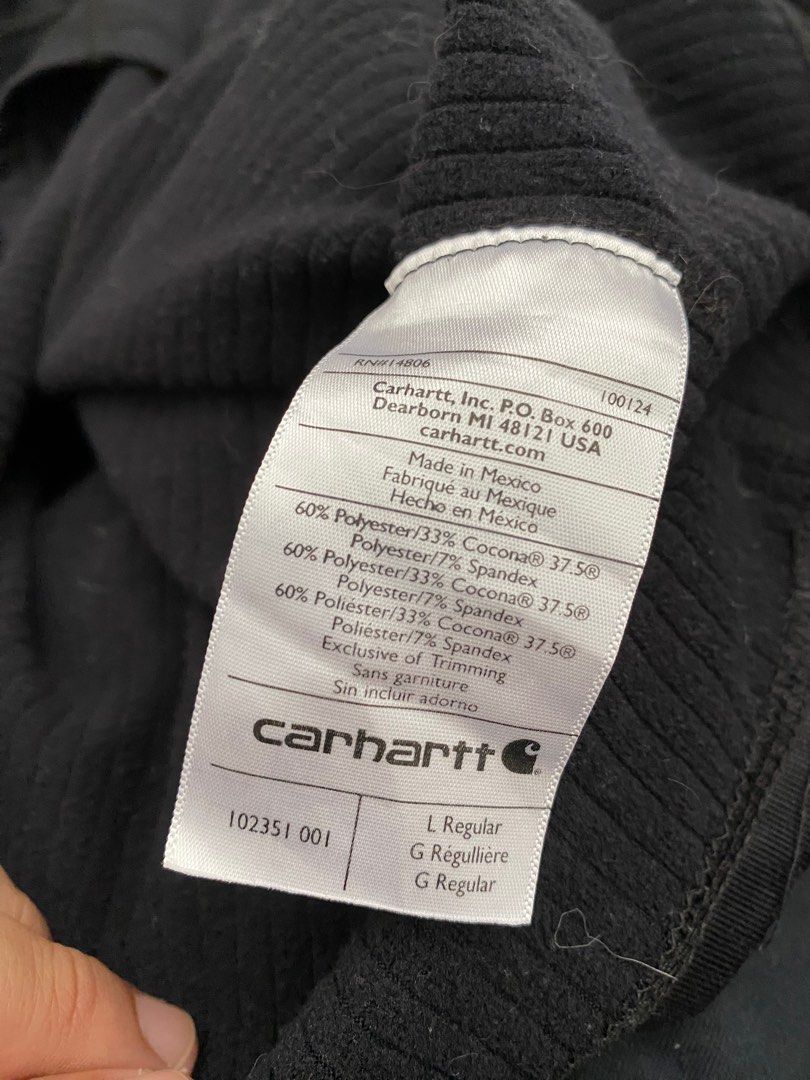 RN#14806
100124
Carhartt, Inc. P.O. Box 600
Dearborn MI 48121 USA
carhartt.com
Made in Mexico
Fabriqué au Mexique
Hecho en México
60% Polyester/33% Cocona® 37.5®
Polyester/7% Spandex
60% Polyester/33% Cocona® 37.5®
Polyester/7% Spandex
60% Poliéster/33% Cocona® 37.5®
Poliéster/7% Spandex
Exclusive of Trimming
Sans garniture
Sin incluir adorno
carhartt
102351 001
L Regular
G Régullière
G Regular